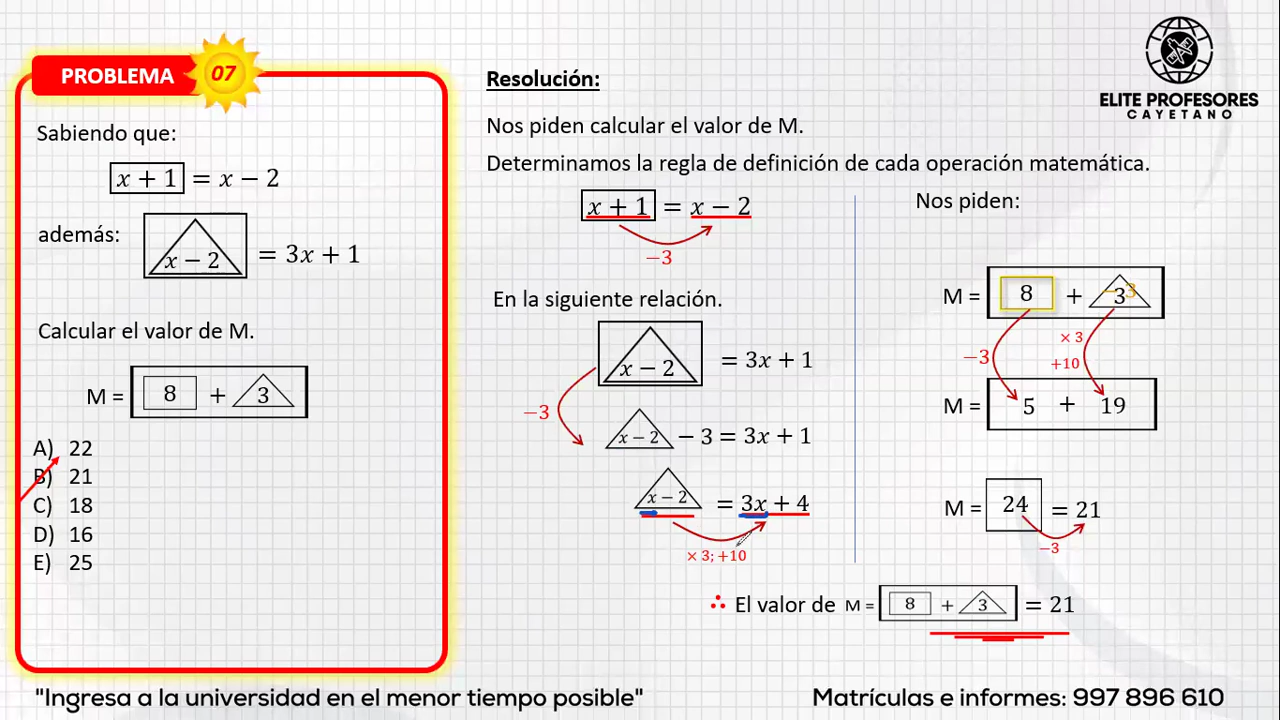 PROBLEMA 07
Sabiendo que:
x + 1 = x − 2
además:
x − 2 = 3x + 1
Calcular el valor de M.
M = 8 + 3
A) 22
B) 21
C) 18
D) 16
E) 25
Resolución:
Nos piden calcular el valor de M.
Determinamos la regla de definición de cada operación matemática.
x + 1 = x − 2
−3
En la siguiente relación.
x − 2 = 3x + 1
−3
x − 2 − 3 = 3x + 1
x − 2 = 3x + 4
× 3; +10
Nos piden:
M = 8 + 3
−3
× 3
+10
M = 5 + 19
M = 24 = 21
−3
∴ El valor de M = 8 + 3 = 21
ELITE PROFESORES
CAYETANO
"Ingresa a la universidad en el menor tiempo posible"
Matrículas e informes: 997 896 610